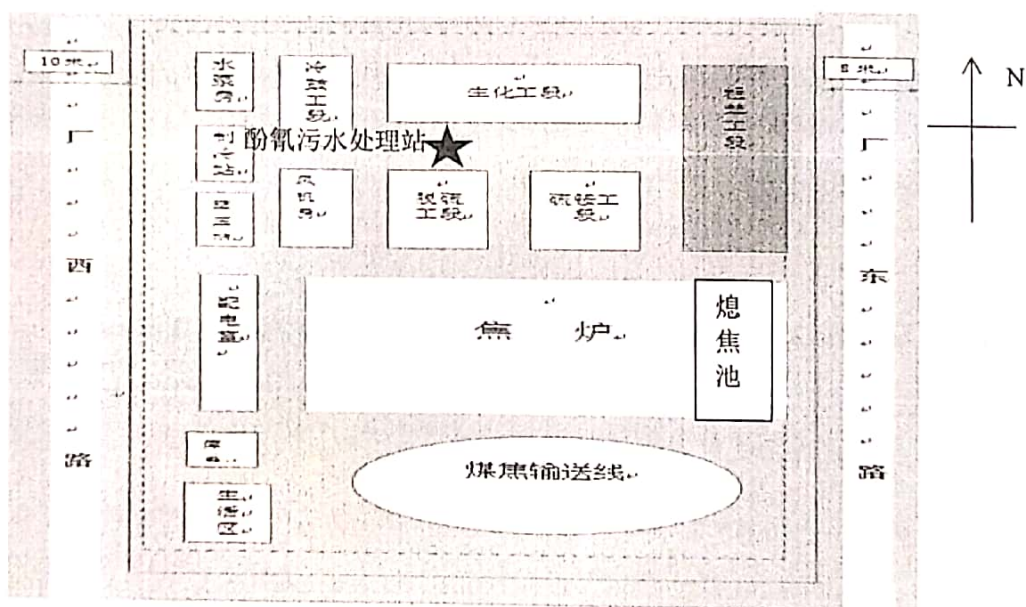 10米
水泵房
冷鼓工段
生化工段
粗苯工段
N
制冷站
酚氰污水处理站
风机房
脱硫
工段
硫铵工
段
厂西路
厂东路
配电室
焦 炉
熄焦池
煤焦输送线
生活区